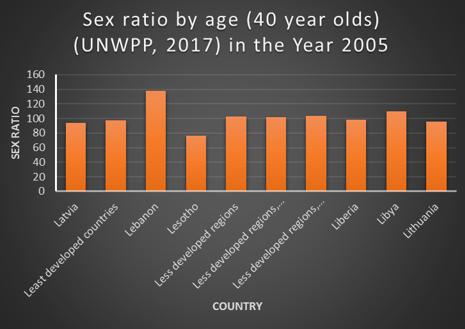 Sex ratio by age (40 year olds)
(UNWPP, 2017) in the Year 2005
160
140
120
100
80
60
40
20
0
SEX RATIO
Latvia
Least developed countries
Lebanon
Lesotho
Less developed regions
Less developed regions,...
Less developed regions,...
Liberia
Libya
Lithuania
COUNTRY